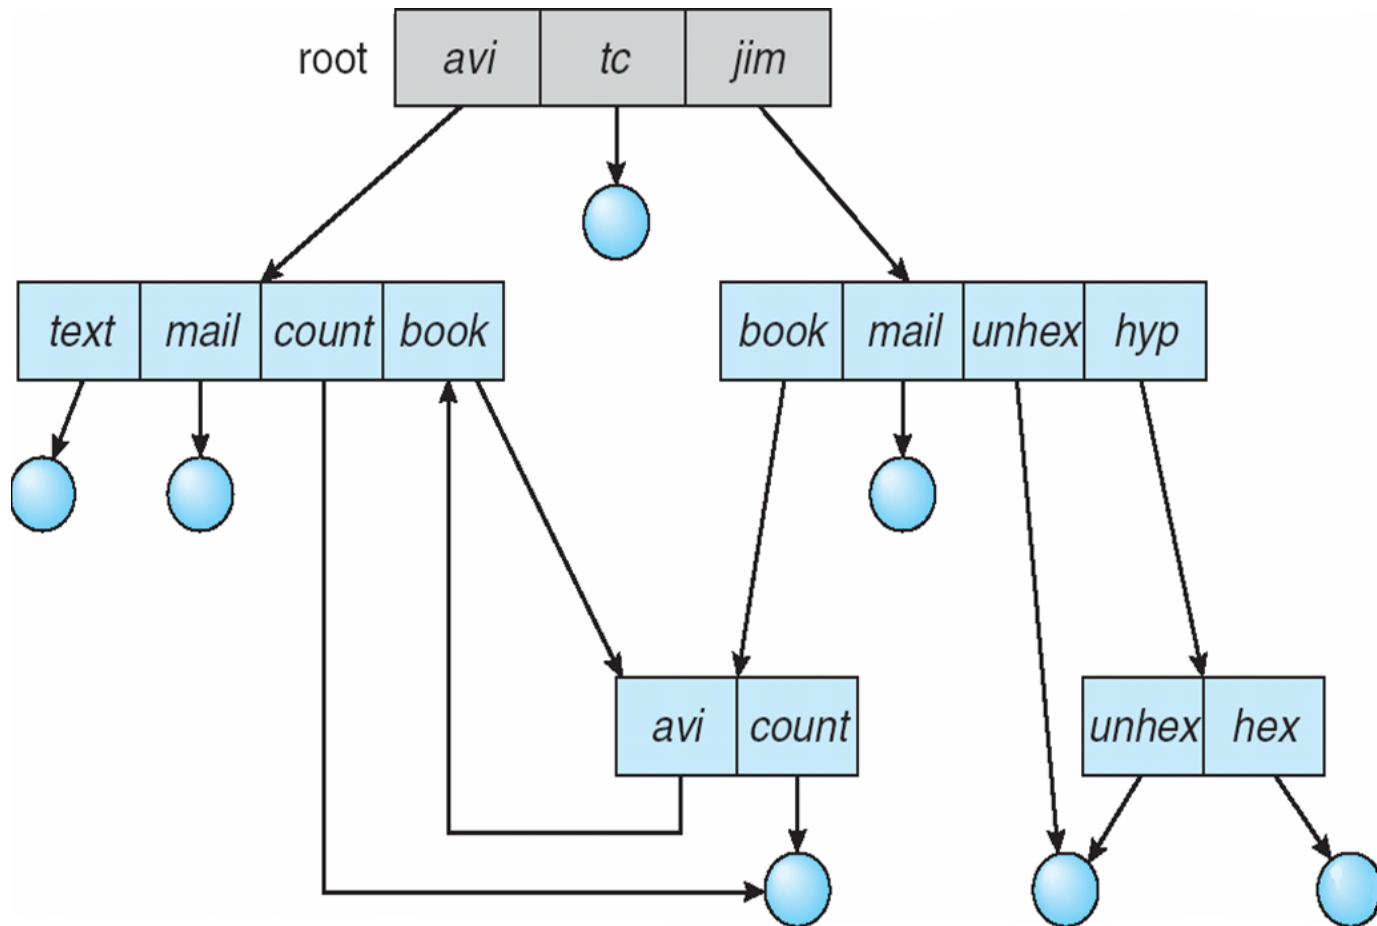 root avi tc jim
text mail count book
book mail unhex hyp
avi count
unhex hex